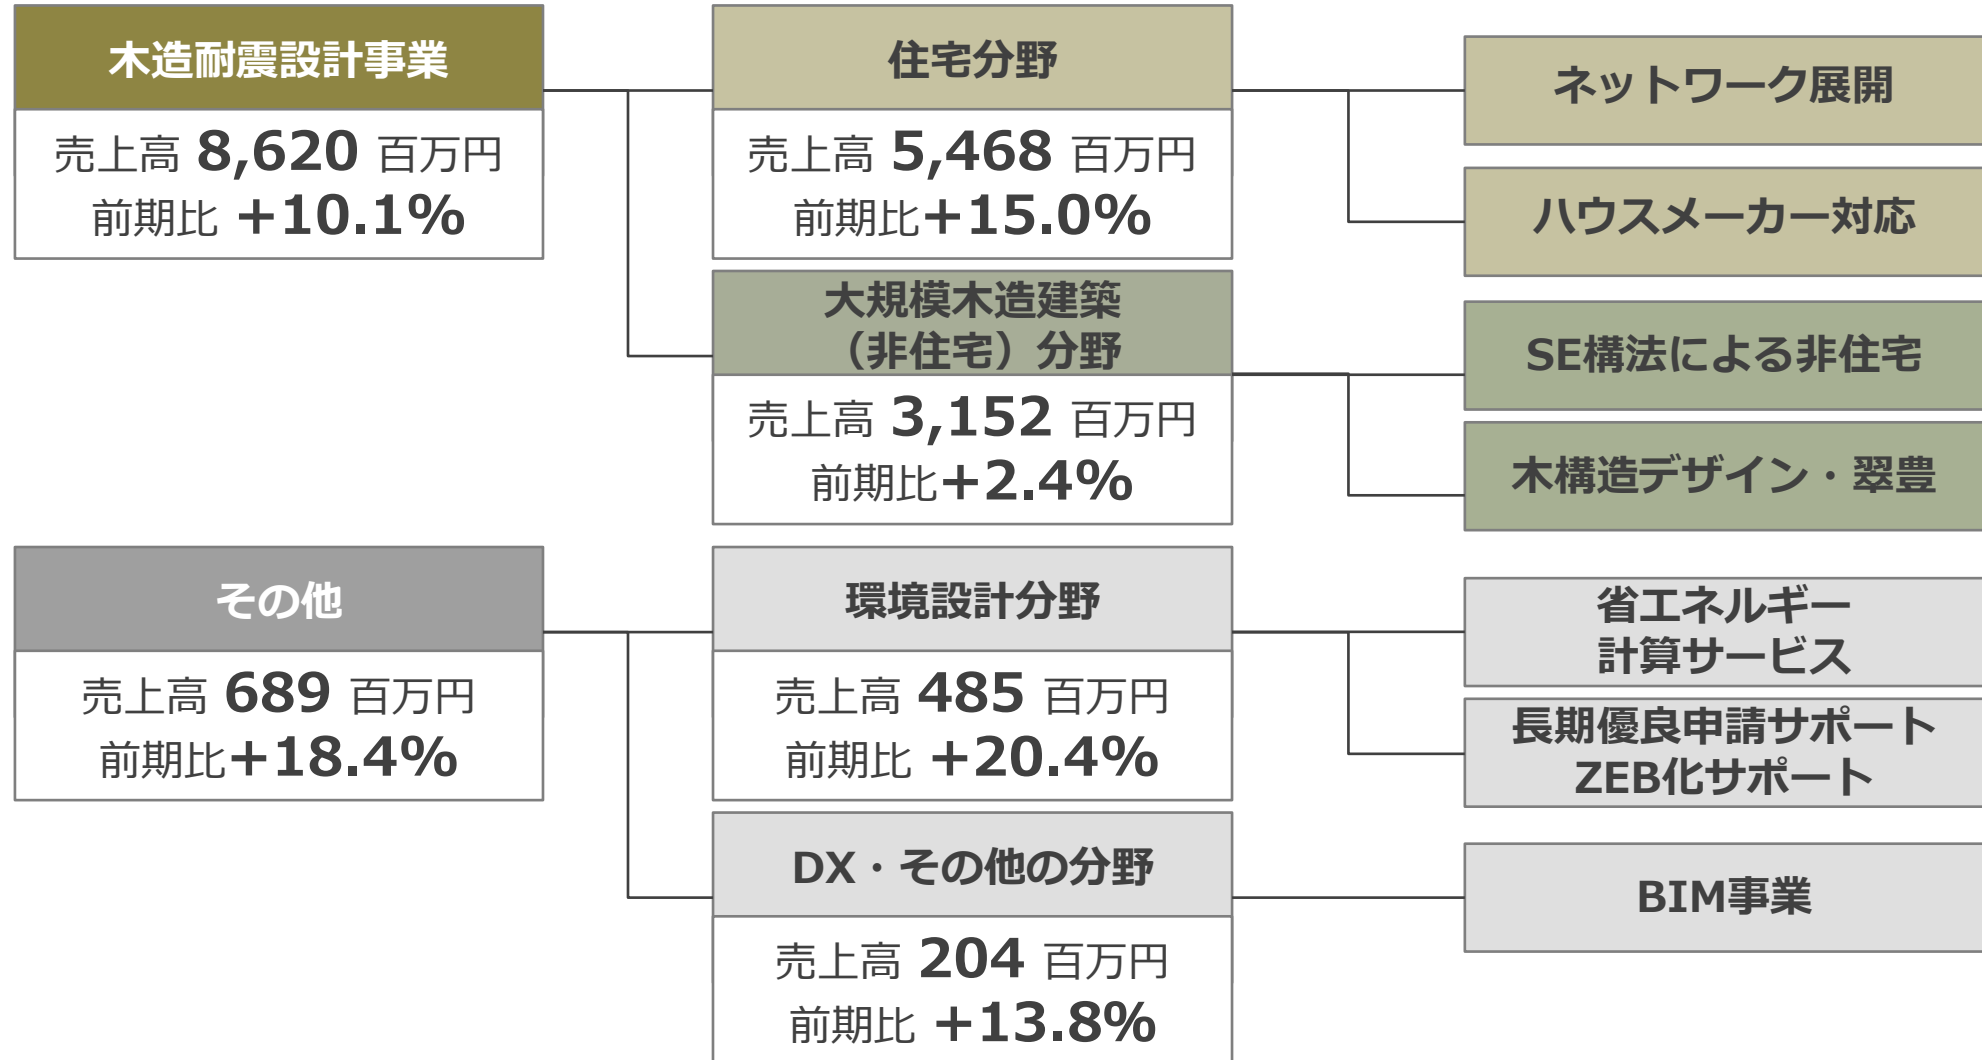 木造耐震設計事業
売上高 8,620 百万円
前期比 +10.1%
住宅分野
売上高 5,468 百万円
前期比+15.0%
ネットワーク展開
ハウスメーカー対応
大規模木造建築
（非住宅）分野
売上高 3,152 百万円
前期比+2.4%
SE構法による非住宅
木構造デザイン・翠豊
その他
売上高 689 百万円
前期比+18.4%
環境設計分野
売上高 485 百万円
前期比 +20.4%
省エネルギー
計算サービス
長期優良申請サポート
ZEB化サポート
DX・その他の分野
売上高 204 百万円
前期比 +13.8%
BIM事業